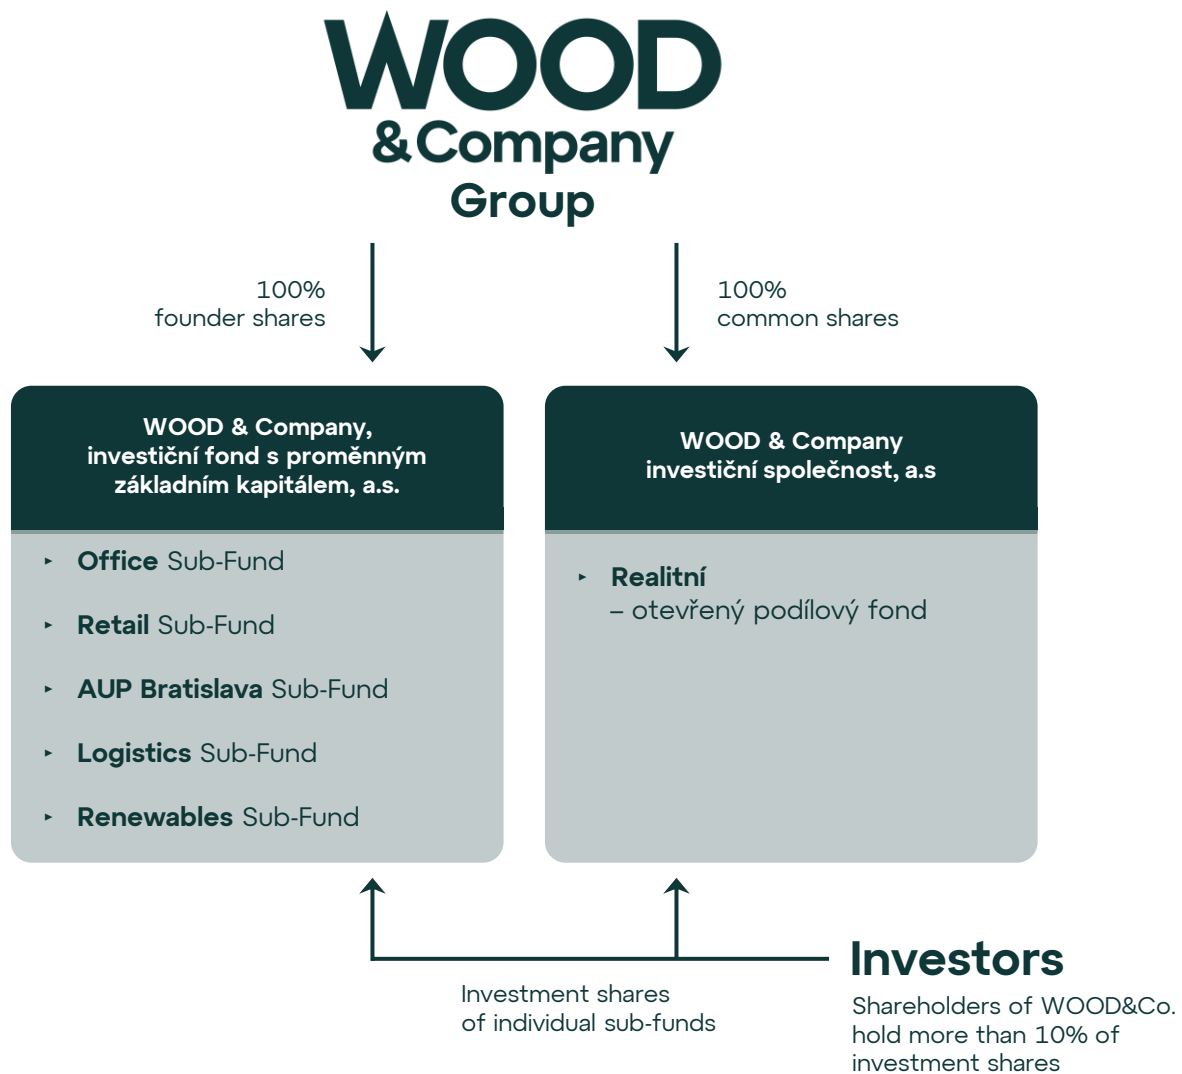 WOOD
&Company
Group
100%
founder shares
100%
common shares
WOOD & Company,
investiční fond s proměnným
základním kapitálem, a.s.
WOOD & Company
investiční společnost, a.s
▸ Office Sub-Fund
▸ Retail Sub-Fund
▸ AUP Bratislava Sub-Fund
▸ Logistics Sub-Fund
▸ Renewables Sub-Fund
▸ Realitní
– otevřený podílový fond
Investment shares
of individual sub-funds
Investors
Shareholders of WOOD&Co.
hold more than 10% of
investment shares